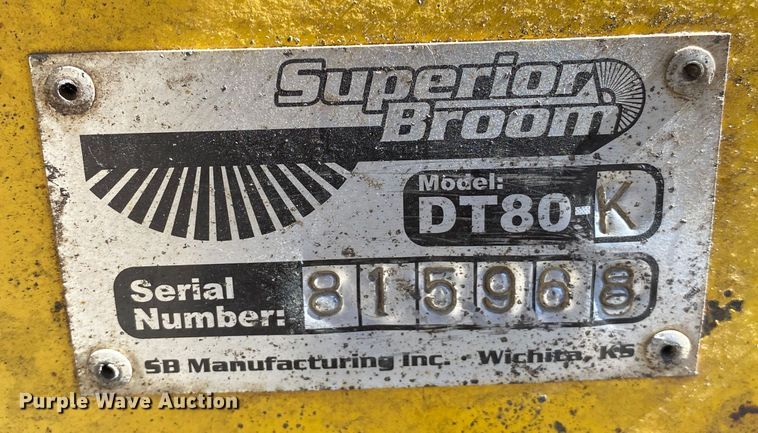 Superior
Broom
Model:
DT80-K
Serial
Number: 815968
SB Manufacturing Inc. · Wichita, KS
Purple Wave Auction